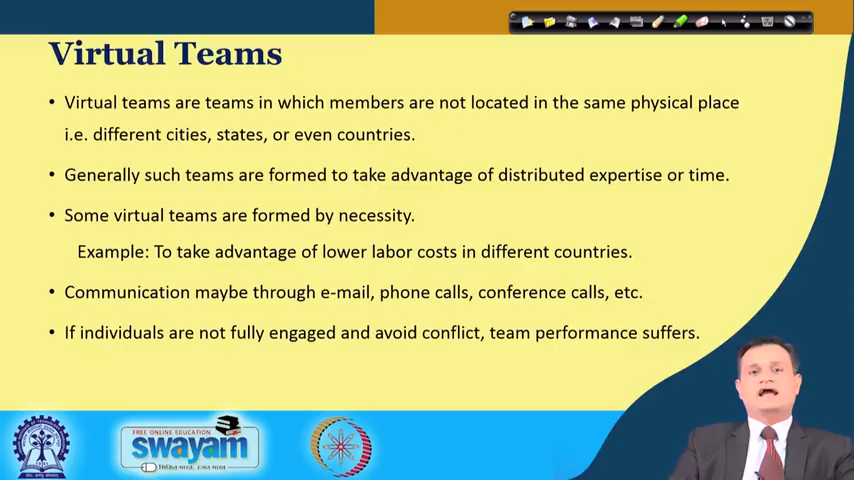 Virtual Teams
• Virtual teams are teams in which members are not located in the same physical place
i.e. different cities, states, or even countries.
• Generally such teams are formed to take advantage of distributed expertise or time.
• Some virtual teams are formed by necessity.
Example: To take advantage of lower labor costs in different countries.
• Communication maybe through e-mail, phone calls, conference calls, etc.
• If individuals are not fully engaged and avoid conflict, team performance suffers.
FREE ONLINE EDUCATION
swayam